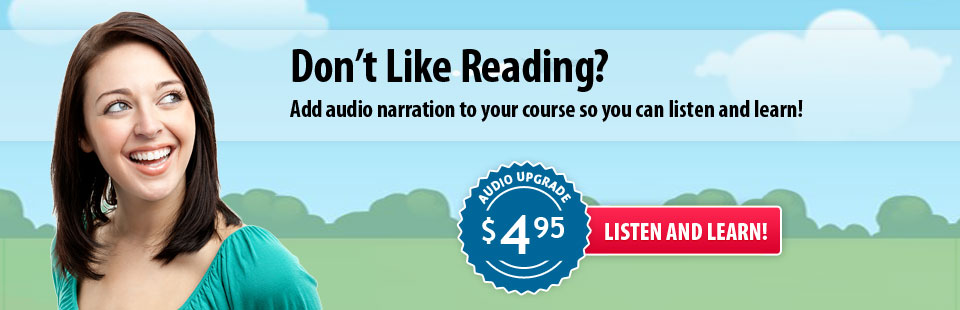 Don't Like Reading?
Add audio narration to your course so you can listen and learn!
AUDIO UPGRADE
$4.95
LISTEN AND LEARN!